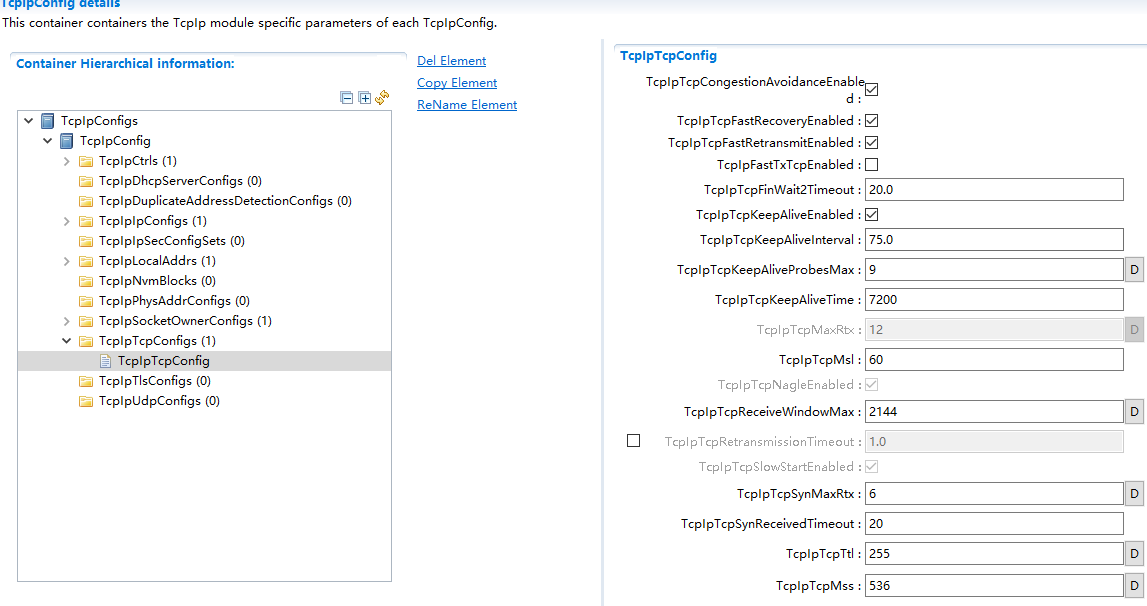 TcpIpConfig details
This container containers the TcpIp module specific parameters of each TcpIpConfig.
Container Hierarchical information:
Del Element
Copy Element
ReName Element
TcpIpConfigs
TcpIpConfig
TcpIpCtrls (1)
TcpIpDhcpServerConfigs (0)
TcpIpDuplicateAddressDetectionConfigs (0)
TcpIpIpConfigs (1)
TcpIpIpSecConfigSets (0)
TcpIpLocalAddrs (1)
TcpIpNvmBlocks (0)
TcpIpPhysAddrConfigs (0)
TcpIpSocketOwnerConfigs (1)
TcpIpTcpConfigs (1)
TcpIpTcpConfig
TcpIpTlsConfigs (0)
TcpIpUdpConfigs (0)
TcpIpTcpConfig
TcpIpTcpCongestionAvoidanceEnable
d :
TcpIpTcpFastRecoveryEnabled :
TcpIpTcpFastRetransmitEnabled :
TcpIpFastTxTcpEnabled :
TcpIpTcpFinWait2Timeout : 20.0
TcpIpTcpKeepAliveEnabled :
TcpIpTcpKeepAliveInterval : 75.0
TcpIpTcpKeepAliveProbesMax : 9 D
TcpIpTcpKeepAliveTime : 7200
TcpIpTcpMaxRtx : 12 D
TcpIpTcpMsl : 60
TcpIpTcpNagleEnabled :
TcpIpTcpReceiveWindowMax : 2144 D
TcpIpTcpRetransmissionTimeout : 1.0
TcpIpTcpSlowStartEnabled :
TcpIpTcpSynMaxRtx : 6 D
TcpIpTcpSynReceivedTimeout : 20
TcpIpTcpTtl : 255 D
TcpIpTcpMss : 536 D